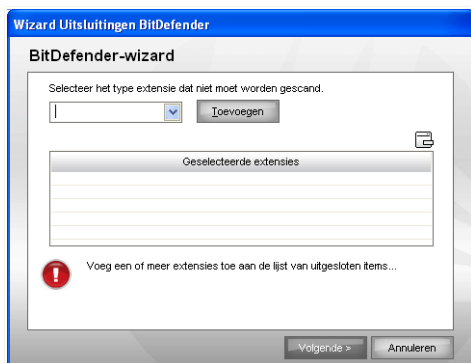 Wizard Uitsluitingen BitDefender
BitDefender-wizard
Selecteer het type extensie dat niet moet worden gescand.
Toevoegen
Geselecteerde extensies
Voeg een of meer extensies toe aan de lijst van uitgesloten items...
Volgende »
Annuleren